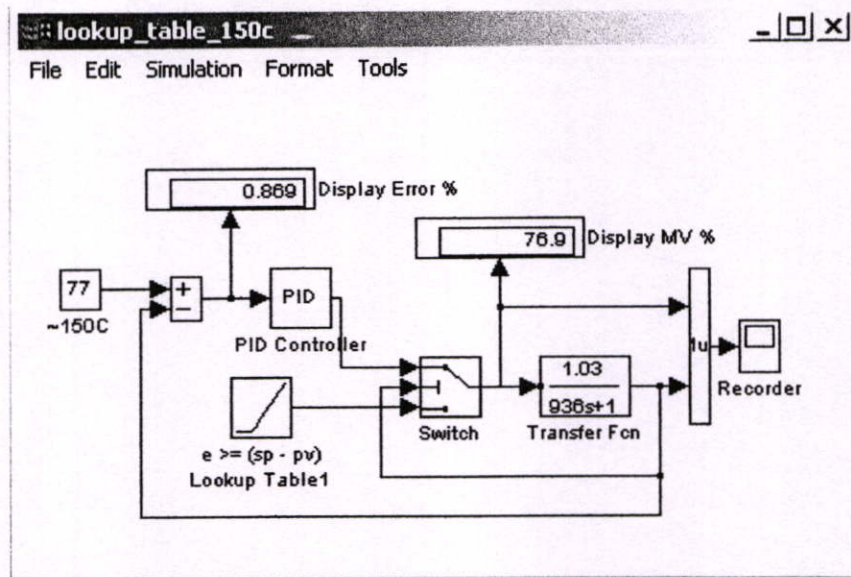 lookup_table_150c
File Edit Simulation Format Tools
0.869 Display Error %
76.9 Display MV %
77
~150C
+
−
PID
PID Controller
e >= (sp - pv)
Lookup Table1
Switch
1.03
936s+1
Transfer Fcn
Mu
Recorder